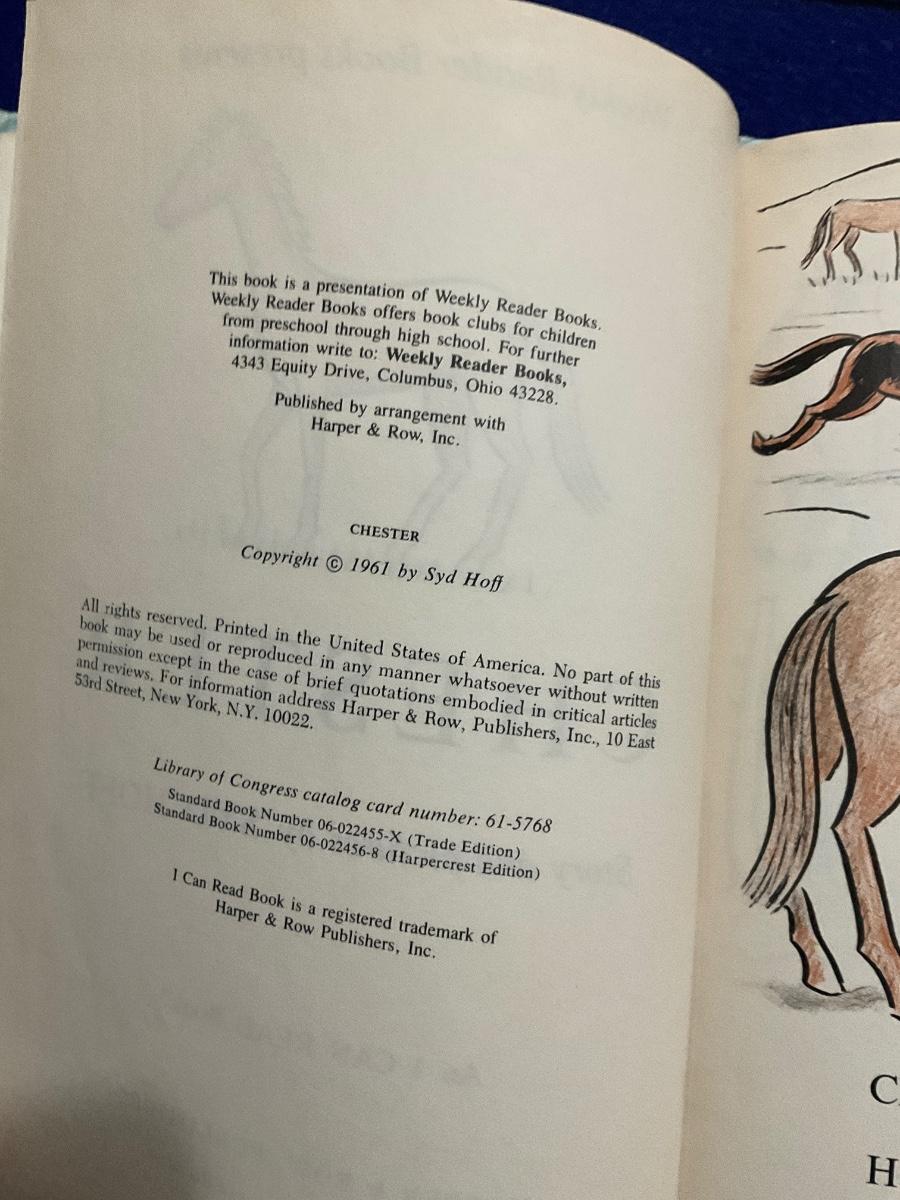 This book is a presentation of Weekly Reader Books.
Weekly Reader Books offers book clubs for children
from preschool through high school. For further
information write to: Weekly Reader Books,
4343 Equity Drive, Columbus, Ohio 43228.
Published by arrangement with
Harper & Row, Inc.
CHESTER
Copyright © 1961 by Syd Hoff
All rights reserved. Printed in the United States of America. No part of this
book may be used or reproduced in any manner whatsoever without written
permission except in the case of brief quotations embodied in critical articles
and reviews. For information address Harper & Row, Publishers, Inc., 10 East
53rd Street, New York, N.Y. 10022.
Library of Congress catalog card number: 61-5768
Standard Book Number 06-022455-X (Trade Edition)
Standard Book Number 06-022456-8 (Harpercrest Edition)
I Can Read Book is a registered trademark of
Harper & Row Publishers, Inc.